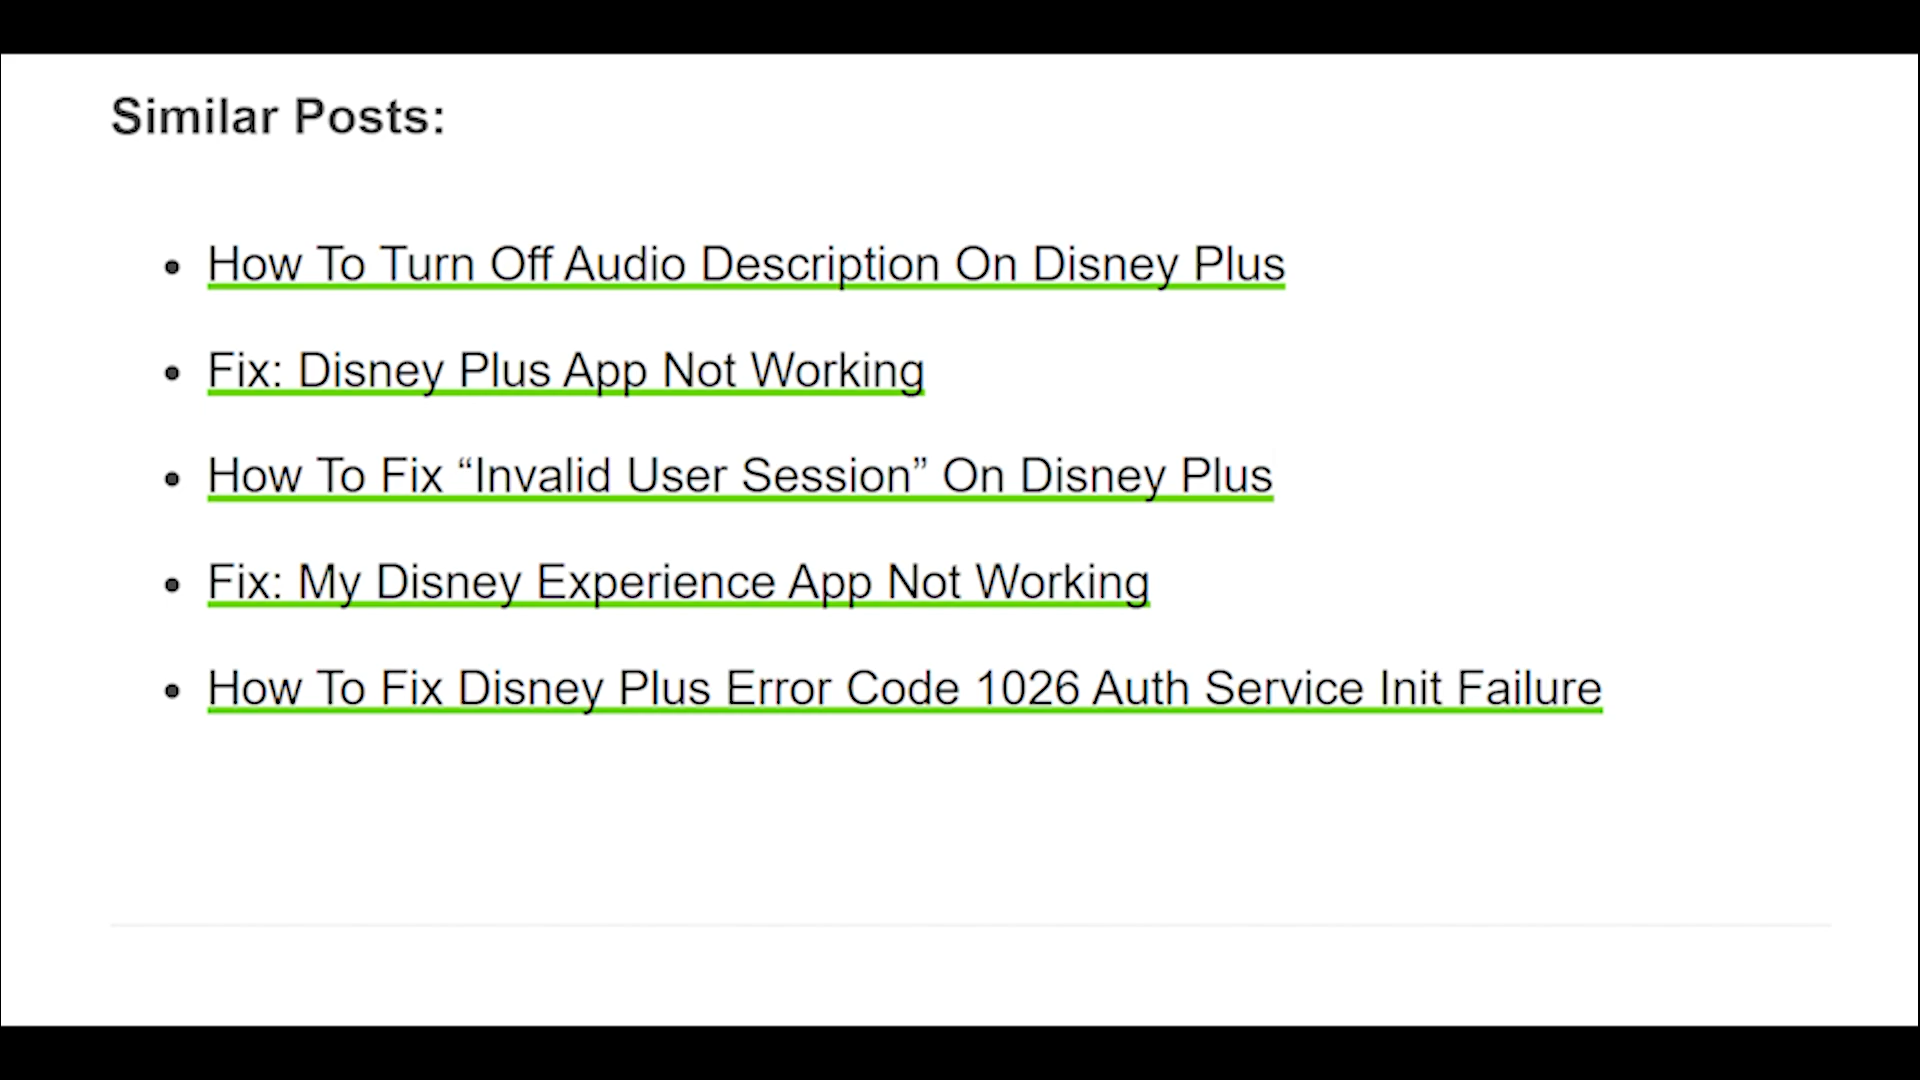 Similar Posts:
• How To Turn Off Audio Description On Disney Plus
• Fix: Disney Plus App Not Working
• How To Fix “Invalid User Session” On Disney Plus
• Fix: My Disney Experience App Not Working
• How To Fix Disney Plus Error Code 1026 Auth Service Init Failure